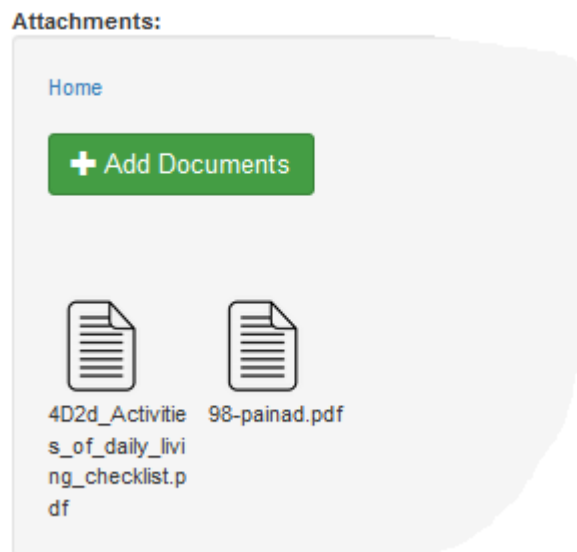 Attachments:
Home
Add Documents
4D2d_Activitie
s_of_daily_livi
ng_checklist.p
df
98-painad.pdf